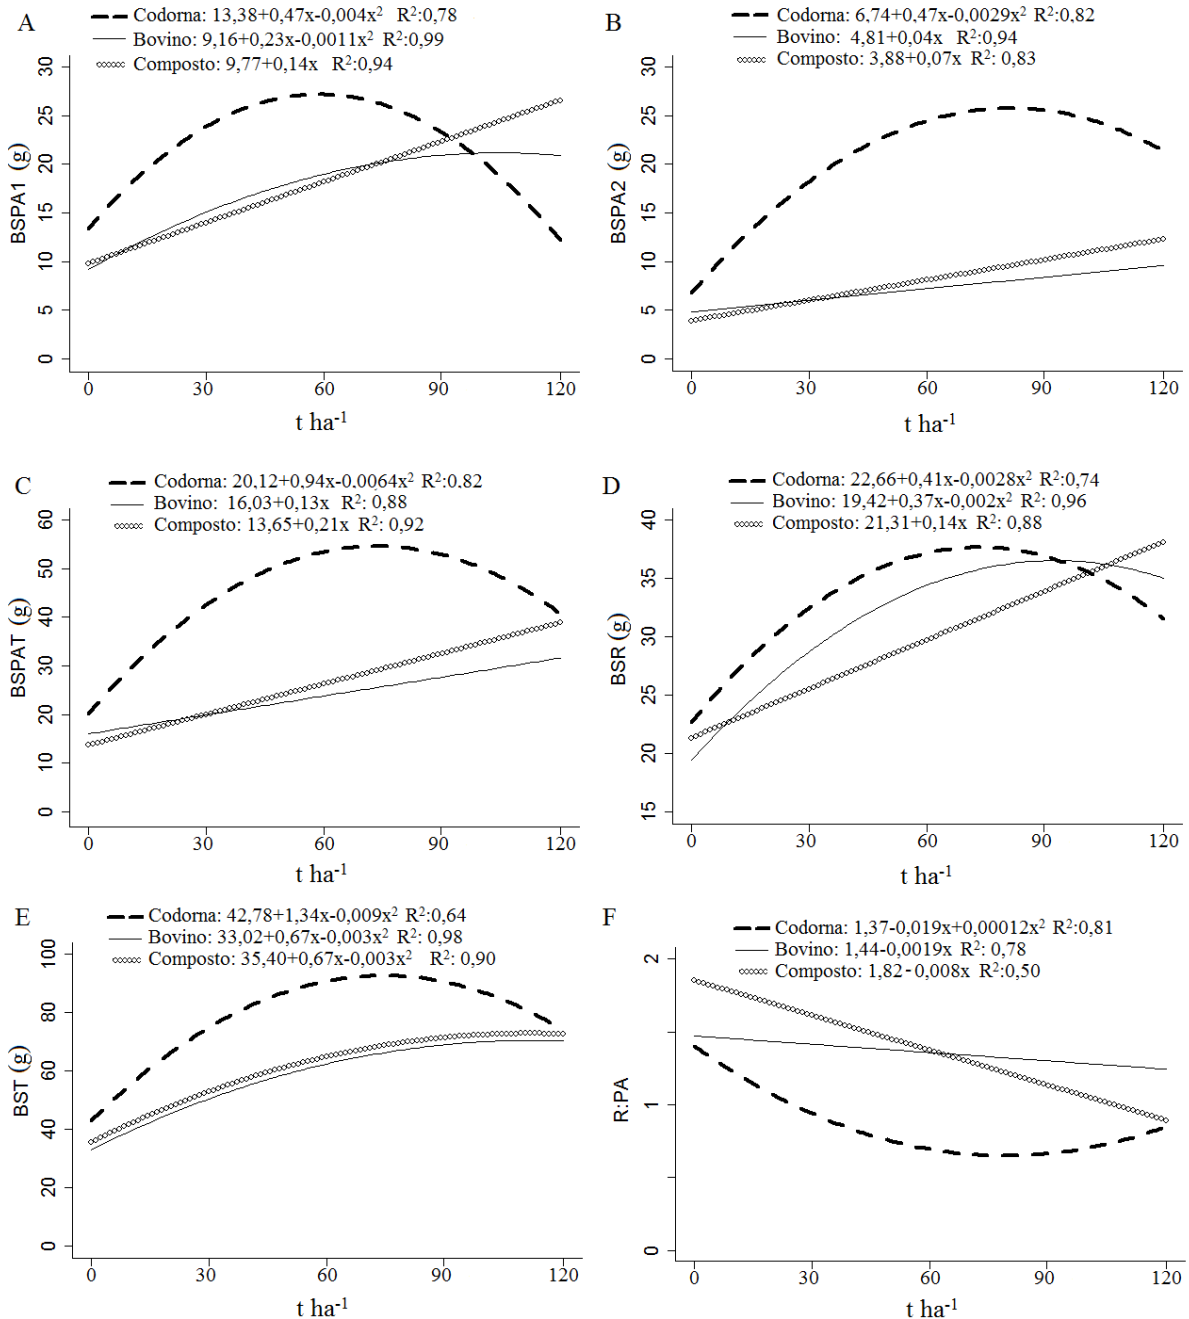 A
Codorna: 13,38+0,47x-0,004x² R²:0,78
Bovino: 9,16+0,23x-0,0011x² R²:0,99
Composto: 9,77+0,14x R²:0,94
30
25
20
15
10
5
0
BSPA1 (g)
0 30 60 90 120
t ha⁻¹
B
Codorna: 6,74+0,47x-0,0029x² R²:0,82
Bovino: 4,81+0,04x R²:0,94
Composto: 3,88+0,07x R²: 0,83
30
25
20
15
10
5
0
BSPA2 (g)
0 30 60 90 120
t ha⁻¹
C
Codorna: 20,12+0,94x-0,0064x² R²:0,82
Bovino: 16,03+0,13x R²: 0,88
Composto: 13,65+0,21x R²: 0,92
60
50
40
30
20
10
0
BSPAT (g)
0 30 60 90 120
t ha⁻¹
D
Codorna: 22,66+0,41x-0,0028x² R²:0,74
Bovino: 19,42+0,37x-0,002x² R²: 0,96
Composto: 21,31+0,14x R²: 0,88
40
35
30
25
20
15
BSR (g)
0 30 60 90 120
t ha⁻¹
E
Codorna: 42,78+1,34x-0,009x² R²:0,64
Bovino: 33,02+0,67x-0,003x² R²: 0,98
Composto: 35,40+0,67x-0,003x² R²: 0,90
100
80
60
40
20
0
BST (g)
0 30 60 90 120
t ha⁻¹
F
Codorna: 1,37-0,019x+0,00012x² R²:0,81
Bovino: 1,44-0,0019x R²: 0,78
Composto: 1,82-0,008x R²:0,50
2
1
0
R:PA
0 30 60 90 120
t ha⁻¹